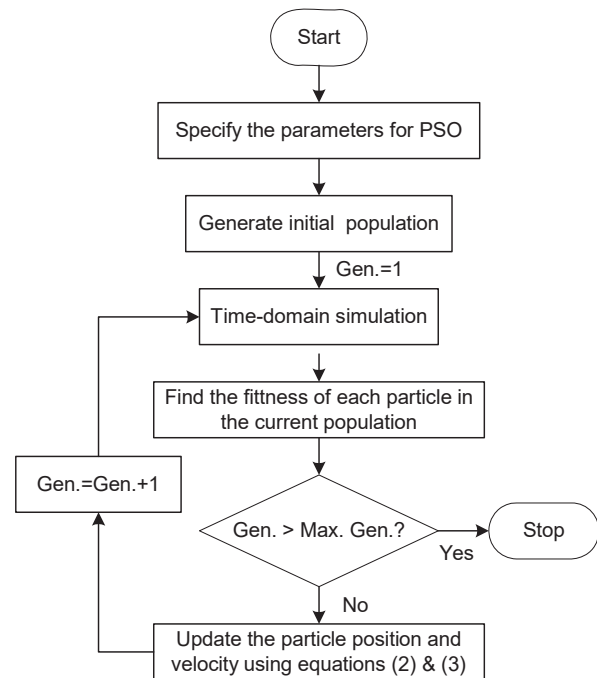 Start
Specify the parameters for PSO
Generate initial population
Gen.=1
Time-domain simulation
Find the fittness of each particle in
the current population
Gen.=Gen.+1
Gen. > Max. Gen.?
Stop
Yes
No
Update the particle position and
velocity using equations (2) & (3)